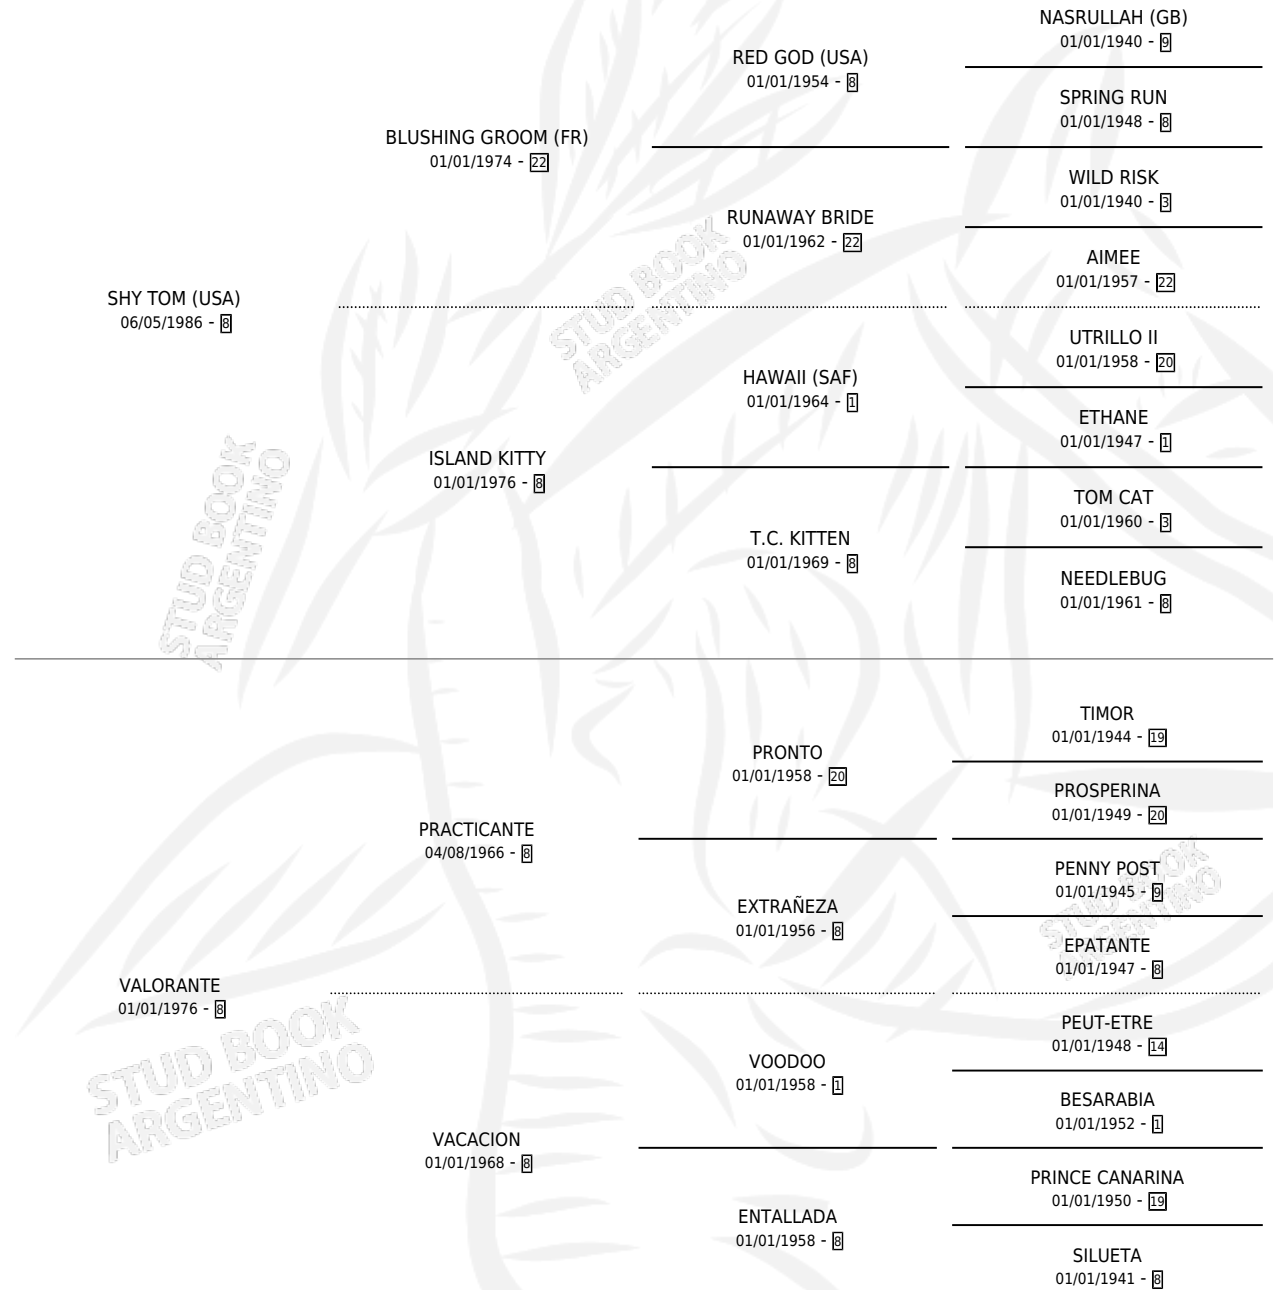 NASRULLAH (GB)
01/01/1940 - 9
RED GOD (USA)
01/01/1954 - 8
SPRING RUN
01/01/1948 - 8
BLUSHING GROOM (FR)
01/01/1974 - 22
WILD RISK
01/01/1940 - 3
RUNAWAY BRIDE
01/01/1962 - 22
AIMEE
01/01/1957 - 22
SHY TOM (USA)
06/05/1986 - 8
UTRILLO II
01/01/1958 - 20
HAWAII (SAF)
01/01/1964 - 1
ETHANE
01/01/1947 - 1
ISLAND KITTY
01/01/1976 - 8
TOM CAT
01/01/1960 - 3
T.C. KITTEN
01/01/1969 - 8
NEEDLEBUG
01/01/1961 - 8
TIMOR
01/01/1944 - 19
PRONTO
01/01/1958 - 20
PROSPERINA
01/01/1949 - 20
PRACTICANTE
04/08/1966 - 8
PENNY POST
01/01/1945 - 9
EXTRAÑEZA
01/01/1956 - 8
EPATANTE
01/01/1947 - 8
VALORANTE
01/01/1976 - 8
PEUT-ETRE
01/01/1948 - 14
VOODOO
01/01/1958 - 1
BESARABIA
01/01/1952 - 1
VACACION
01/01/1968 - 8
PRINCE CANARINA
01/01/1950 - 19
ENTALLADA
01/01/1958 - 8
SILUETA
01/01/1941 - 8
STUD BOOK
ARGENTINO
STUD BOOK
ARGENTINO
STUD BOOK
ARGENTINO
STUD BOOK
ARGENTINO